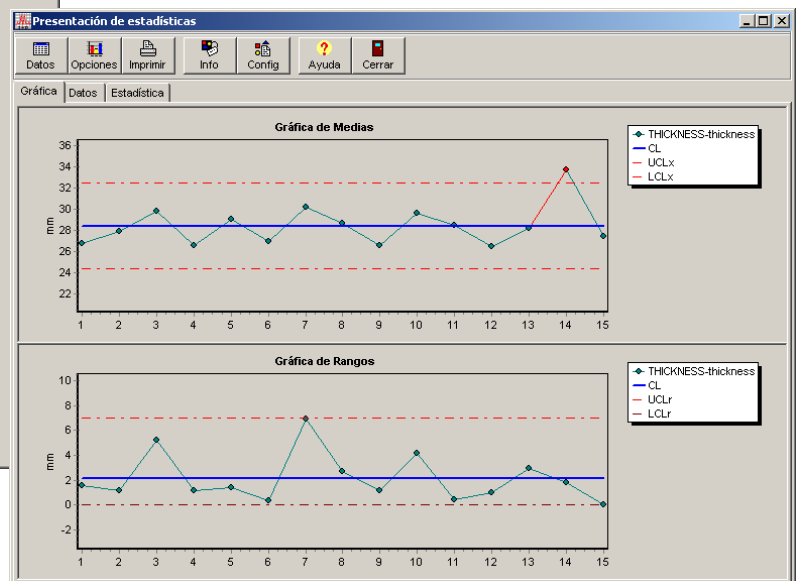 Presentación de estadísticas
Datos Opciones Imprimir Info Config Ayuda Cerrar
Gráfica Datos Estadística
Gráfica de Medias
36
34
32
30
28
26
24
22
mm
1 2 3 4 5 6 7 8 9 10 11 12 13 14 15
THICKNESS-thickness
CL
UCLx
LCLx
Gráfica de Rangos
10
8
6
4
2
0
-2
mm
1 2 3 4 5 6 7 8 9 10 11 12 13 14 15
THICKNESS-thickness
CL
UCLr
LCLr